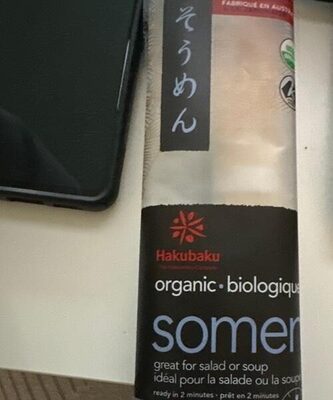 FABRIQUÉ EN AUSTRA
そうめん
Hakubaku
organic • biologique
somen
great for salad or soup
idéal pour la salade ou la soupe
ready in 2 minutes • prêt en 2 minutes